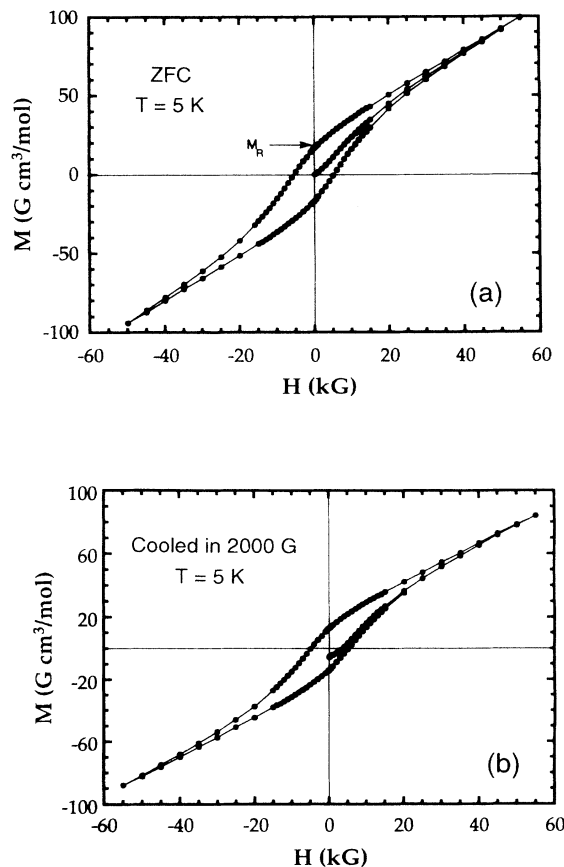 100
50
0
-50
-100
M (G cm³/mol)
ZFC
T = 5 K
M_R
(a)
-60 -40 -20 0 20 40 60
H (kG)
100
60
20
-20
-60
-100
M (G cm³/mol)
Cooled in 2000 G
T = 5 K
(b)
-60 -40 -20 0 20 40 60
H (kG)